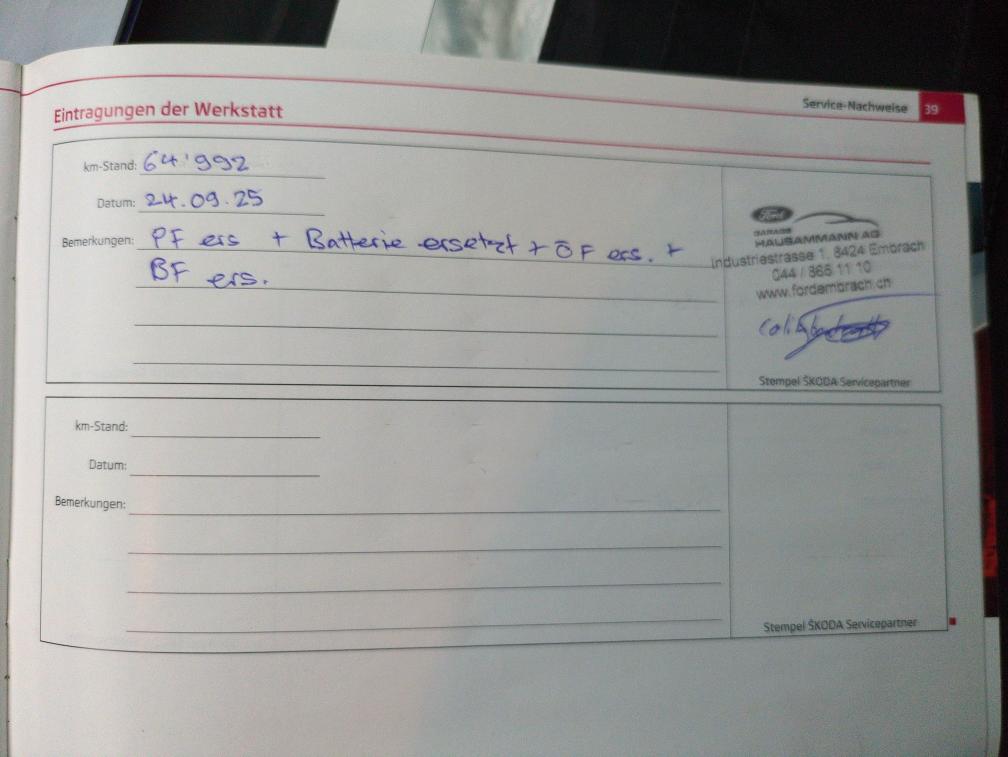 Service-Nachweise 39
Eintragungen der Werkstatt
km-Stand: 64'992
Datum: 24.09.25
Bemerkungen: PF ers + Batterie ersetzt + ÖF ers. +
BF ers.
Ford
GARAGE
HAUSAMMANN AG
Industriestrasse 1, 8424 Embrach
044 / 865 11 10
www.fordembrach.ch
Stempel ŠKODA Servicepartner
km-Stand:
Datum:
Bemerkungen:
Stempel ŠKODA Servicepartner